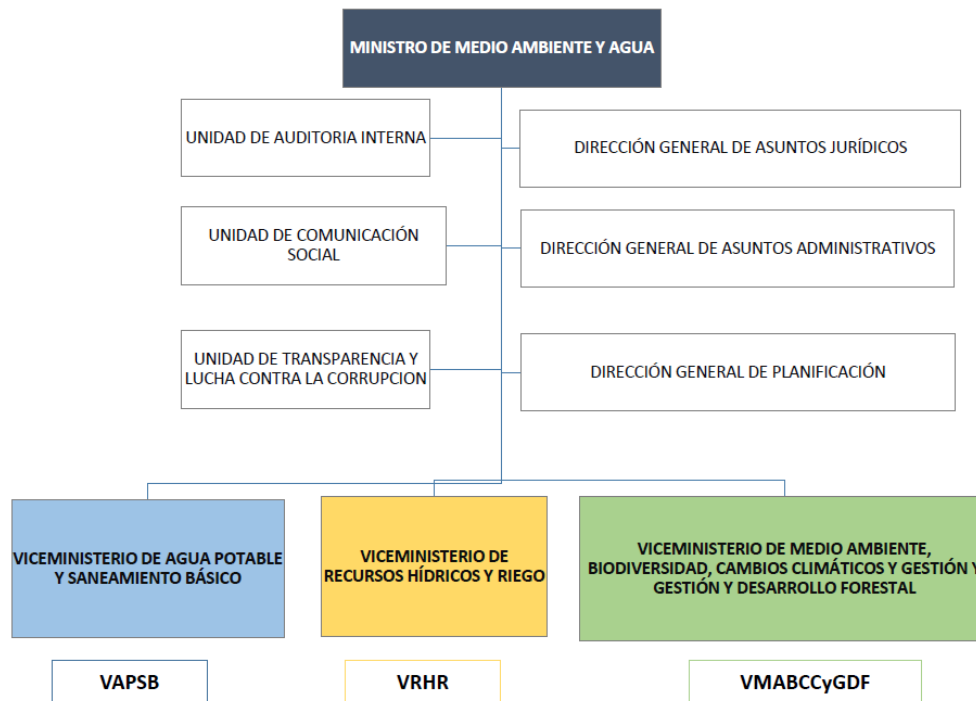 MINISTRO DE MEDIO AMBIENTE Y AGUA
UNIDAD DE AUDITORIA INTERNA
DIRECCIÓN GENERAL DE ASUNTOS JURÍDICOS
UNIDAD DE COMUNICACIÓN
SOCIAL
DIRECCIÓN GENERAL DE ASUNTOS ADMINISTRATIVOS
UNIDAD DE TRANSPARENCIA Y
LUCHA CONTRA LA CORRUPCION
DIRECCIÓN GENERAL DE PLANIFICACIÓN
VICEMINISTERIO DE AGUA POTABLE
Y SANEAMIENTO BÁSICO
VICEMINISTERIO DE
RECURSOS HÍDRICOS Y RIEGO
VICEMINISTERIO DE MEDIO AMBIENTE,
BIODIVERSIDAD, CAMBIOS CLIMÁTICOS Y GESTIÓN Y
GESTIÓN Y DESARROLLO FORESTAL
VAPSB
VRHR
VMABCCyGDF